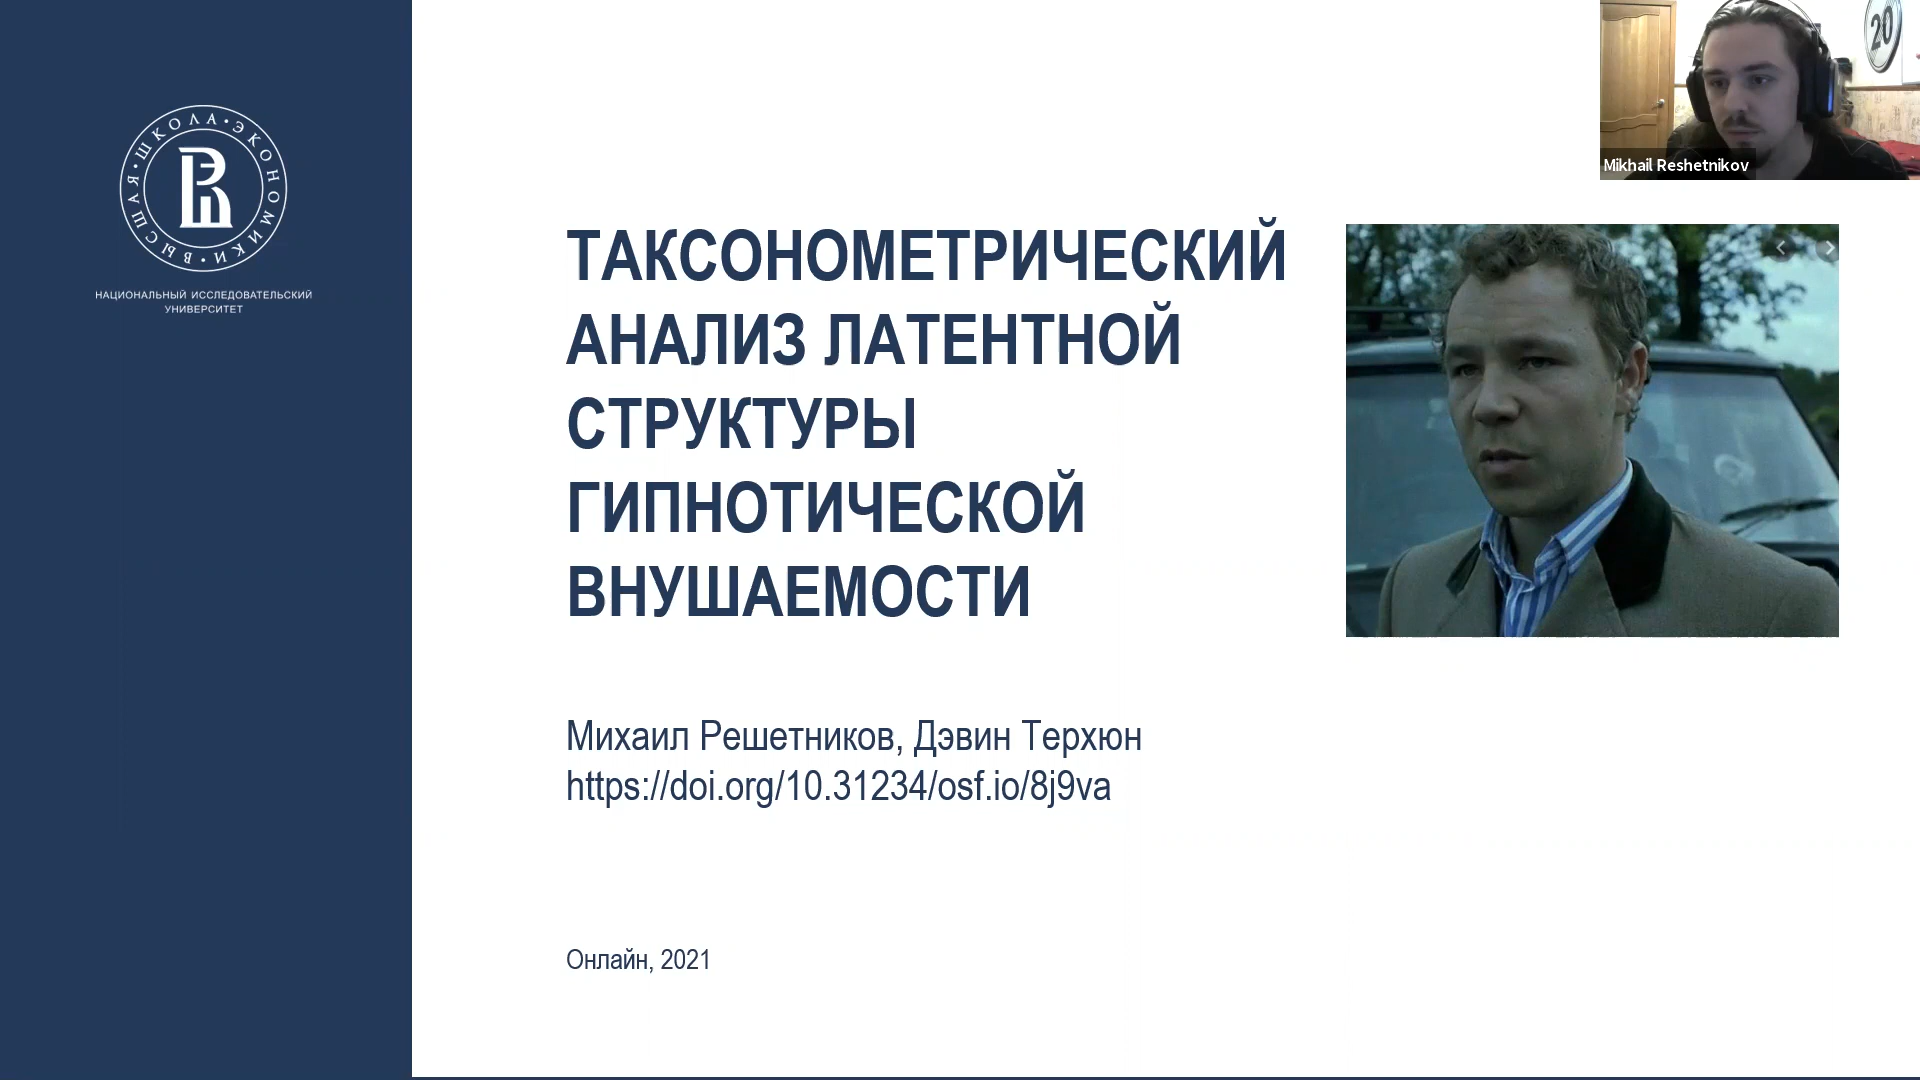 ВЫСШАЯ • ШКОЛА • ЭКОНОМИКИ •
НАЦИОНАЛЬНЫЙ ИССЛЕДОВАТЕЛЬСКИЙ
УНИВЕРСИТЕТ
20
Mikhail Reshetnikov
ТАКСОНОМЕТРИЧЕСКИЙ
АНАЛИЗ ЛАТЕНТНОЙ
СТРУКТУРЫ
ГИПНОТИЧЕСКОЙ
ВНУШАЕМОСТИ
Михаил Решетников, Дэвин Терхюн
https://doi.org/10.31234/osf.io/8j9va
Онлайн, 2021